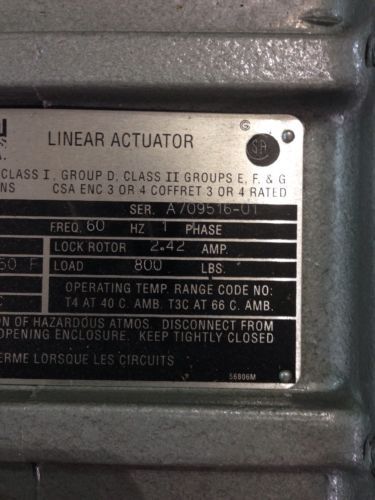 G
LINEAR ACTUATOR
SA
CLASS I, GROUP D, CLASS II GROUPS E, F, & G
NS CSA ENC 3 OR 4 COFFRET 3 OR 4 RATED
SER. A709516-01
FREQ. 60 HZ 1 PHASE
LOCK ROTOR 2.42 AMP.
60 F LOAD 800 LBS.
C OPERATING TEMP. RANGE CODE NO:
T4 AT 40 C. AMB. T3C AT 66 C. AMB.
ON OF HAZARDOUS ATMOS. DISCONNECT FROM
OPENING ENCLOSURE. KEEP TIGHTLY CLOSED
ERME LORSQUE LES CIRCUITS
56806M